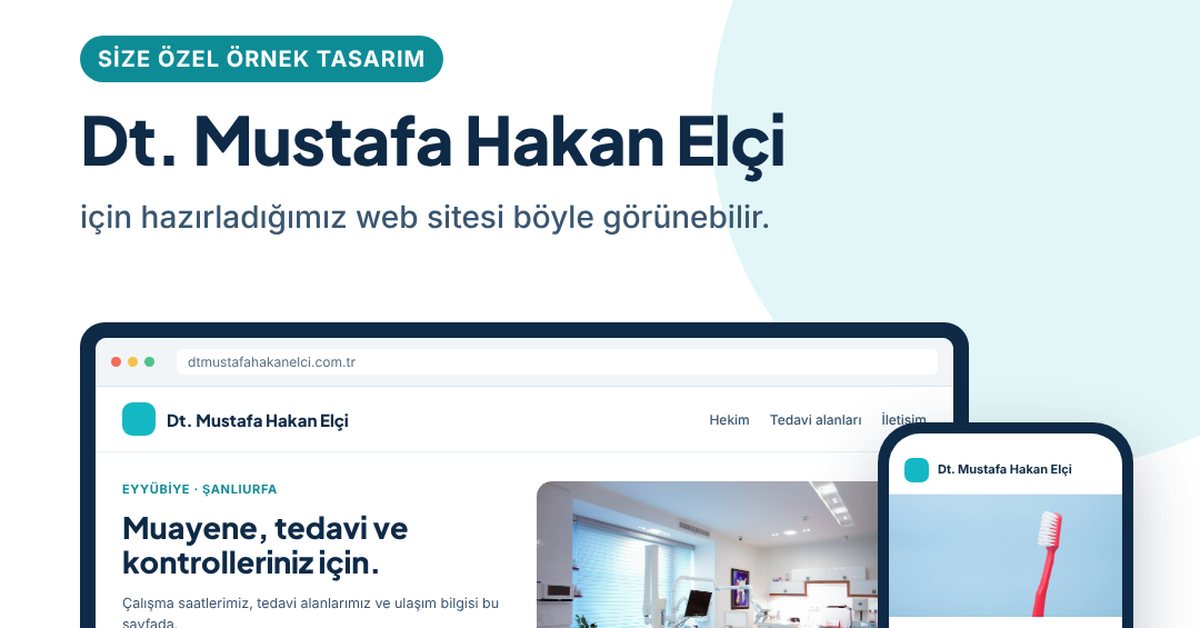 SİZE ÖZEL ÖRNEK TASARIM
Dt. Mustafa Hakan Elçi
için hazırladığımız web sitesi böyle görünebilir.
dtmustafahakanelci.com.tr
Dt. Mustafa Hakan Elçi
Hekim Tedavi alanları İletişim
Dt. Mustafa Hakan Elçi
EYYÜBİYE · ŞANLIURFA
Muayene, tedavi ve
kontrolleriniz için.
Çalışma saatlerimiz, tedavi alanlarımız ve ulaşım bilgisi bu
sayfada.